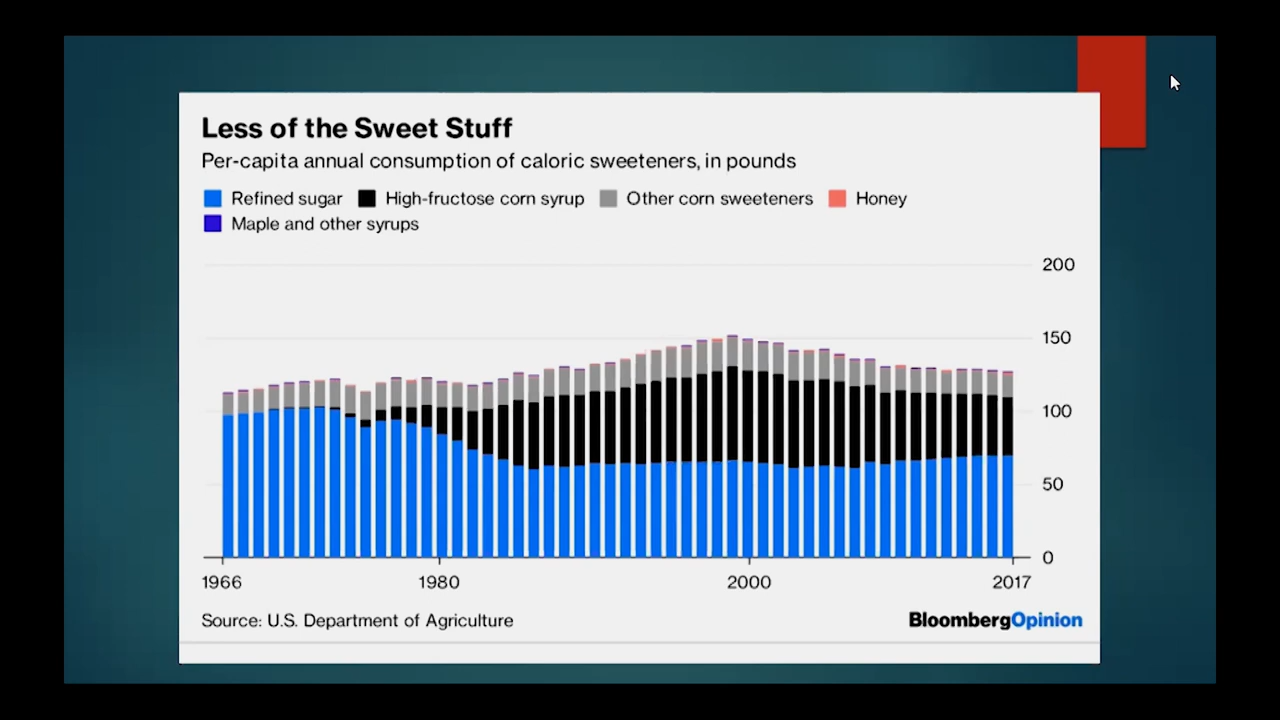 Less of the Sweet Stuff
Per-capita annual consumption of caloric sweeteners, in pounds
Refined sugar High-fructose corn syrup Other corn sweeteners Honey
Maple and other syrups
200
150
100
50
0
1966 1980 2000 2017
Source: U.S. Department of Agriculture BloombergOpinion